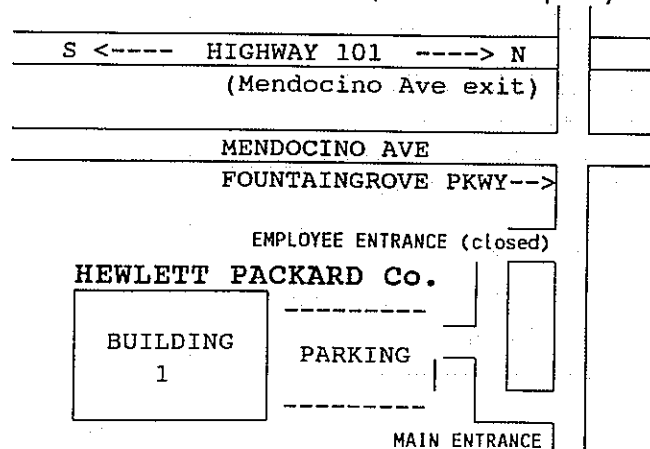 S <---- HIGHWAY 101 ----> N
(Mendocino Ave exit)
MENDOCINO AVE
FOUNTAINGROVE PKWY-->
EMPLOYEE ENTRANCE (closed)
HEWLETT PACKARD Co.
BUILDING
1
PARKING
MAIN ENTRANCE